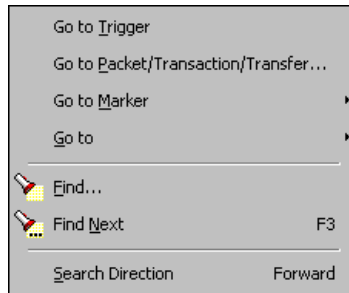 Go to Trigger
Go to Packet/Transaction/Transfer...
Go to Marker
Go to
Find...
Find Next F3
Search Direction Forward